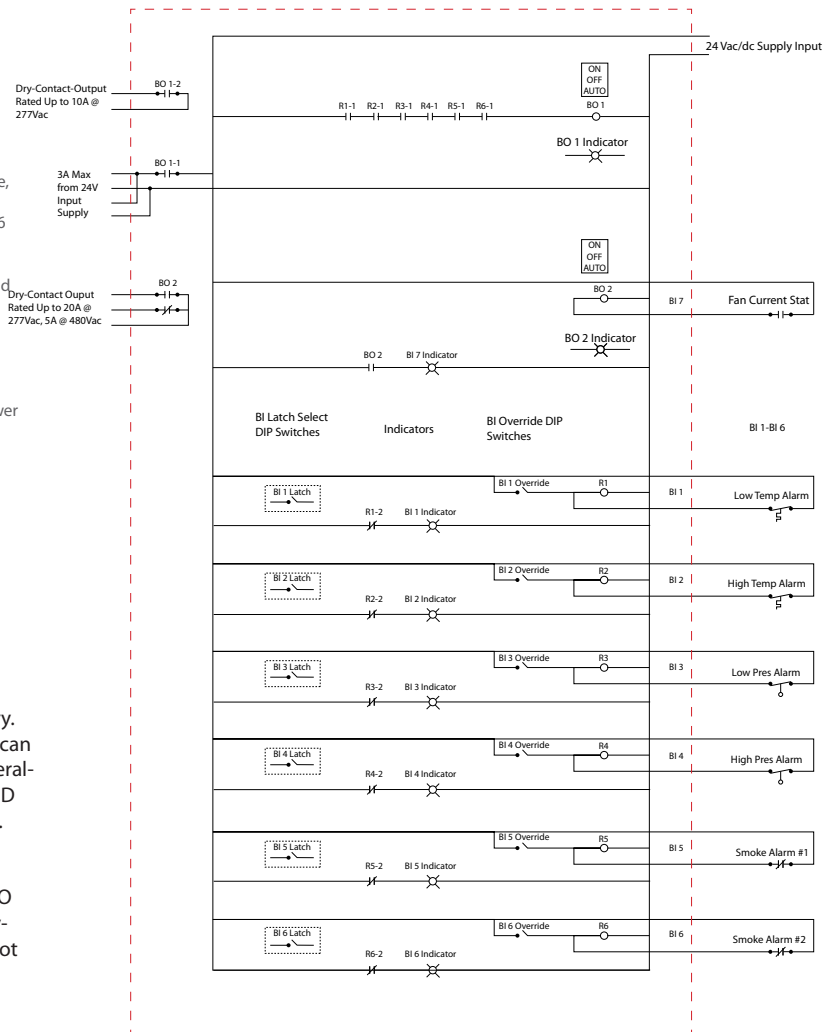 24 Vac/dc Supply Input
ON
OFF
AUTO
BO 1
Dry-Contact-Output
Rated Up to 10A @
277Vac
BO 1-2
R1-1 R2-1 R3-1 R4-1 R5-1 R6-1
BO 1 Indicator
BO 1-1
3A Max
from 24V
Input
Supply
e,
6
d
ON
OFF
AUTO
BO 2
Dry-Contact Ouput
Rated Up to 20A @
277Vac, 5A @ 480Vac
BO 2
BI 7
Fan Current Stat
BO 2 Indicator
BO 2 BI 7 Indicator
ver
BI Latch Select
DIP Switches
Indicators
BI Override DIP
Switches
BI 1-BI 6
BI 1 Latch
BI 1 Override
R1
BI 1
Low Temp Alarm
R1-2 BI 1 Indicator
BI 2 Latch
BI 2 Override
R2
BI 2
High Temp Alarm
R2-2 BI 2 Indicator
BI 3 Latch
BI 3 Override
R3
BI 3
Low Pres Alarm
R3-2 BI 3 Indicator
y.
can
eral-
D
.
BI 4 Latch
BI 4 Override
R4
BI 4
High Pres Alarm
R4-2 BI 4 Indicator
BI 5 Latch
BI 5 Override
R5
BI 5
Smoke Alarm #1
R5-2 BI 5 Indicator
O
-
ot
BI 6 Latch
BI 6 Override
R6
BI 6
Smoke Alarm #2
R6-2 BI 6 Indicator